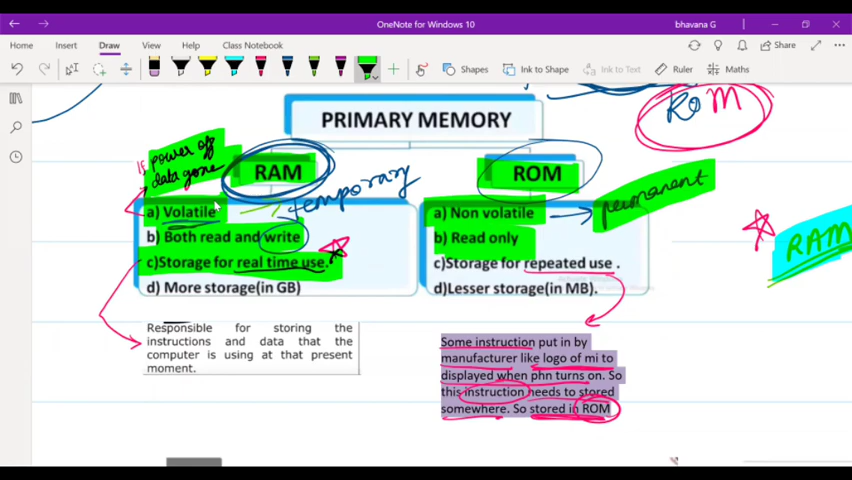 OneNote for Windows 10
bhavana G
Home
Insert
Draw
View
Help
Class Notebook
Share
Shapes
Ink to Shape
Ink to Text
Ruler
Maths
PRIMARY MEMORY
ROM
If power off
data gone
RAM
ROM
temporary
permanent
a) Volatile
b) Both read and write
c)Storage for real time use.
d) More storage(in GB)
a) Non volatile
b) Read only
c)Storage for repeated use .
d)Lesser storage(in MB).
RAM
Responsible for storing the
instructions and data that the
computer is using at that present
moment.
Some instruction put in by
manufacturer like logo of mi to
displayed when phn turns on. So
this instruction needs to stored
somewhere. So stored in ROM